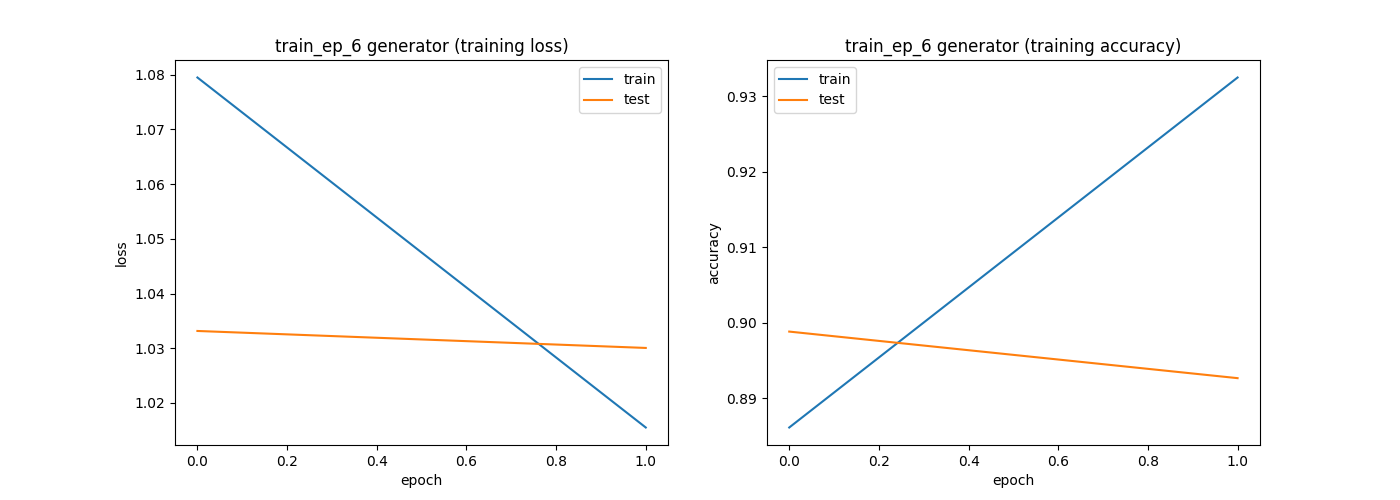 train_ep_6 generator (training loss)
1.08
1.07
1.06
1.05
1.04
1.03
1.02
loss
train
test
0.0 0.2 0.4 0.6 0.8 1.0
epoch
train_ep_6 generator (training accuracy)
0.93
0.92
0.91
0.90
0.89
accuracy
train
test
0.0 0.2 0.4 0.6 0.8 1.0
epoch